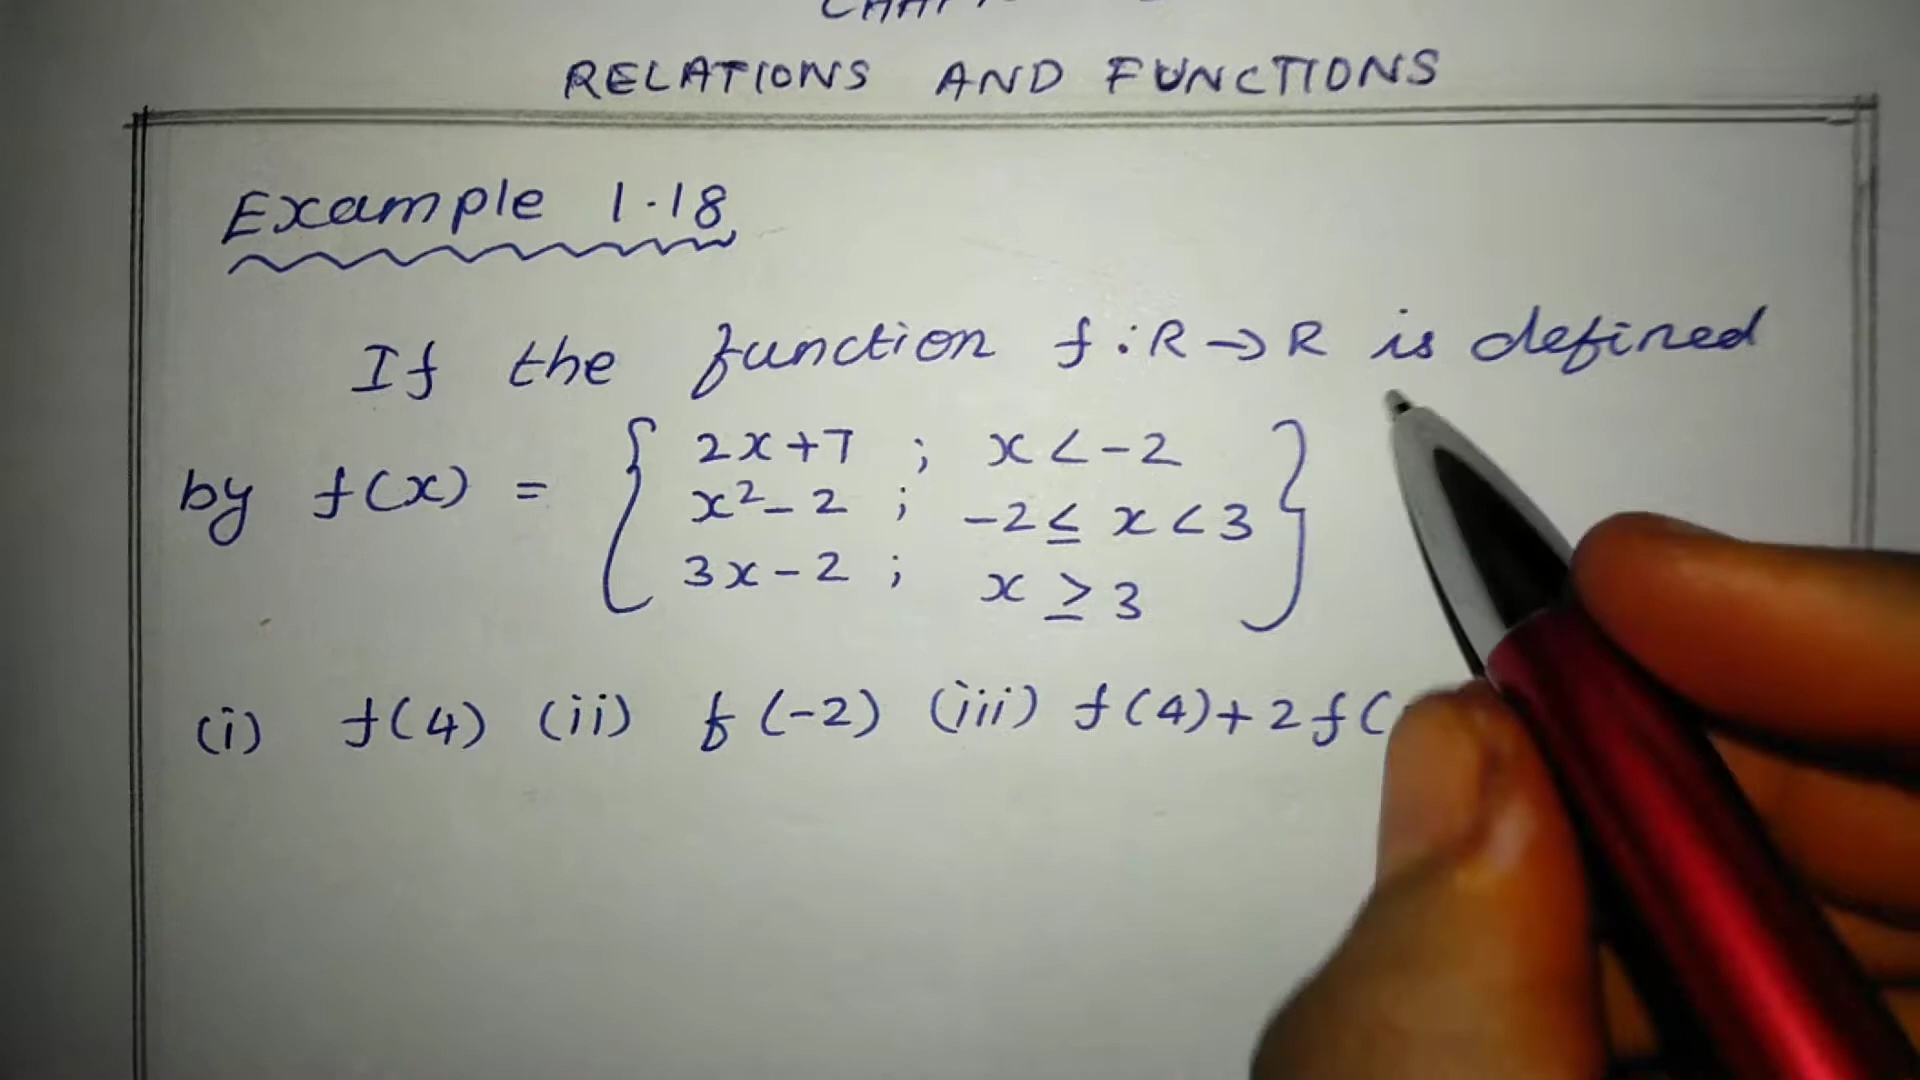 RELATIONS AND FUNCTIONS
Example 1.18
If the function f:R→R is defined
by f(x) = { 2x+7 ; x<-2
x²-2 ; -2≤x<3
3x-2 ; x≥3 }
(i) f(4) (ii) f(-2) (iii) f(4)+2f(